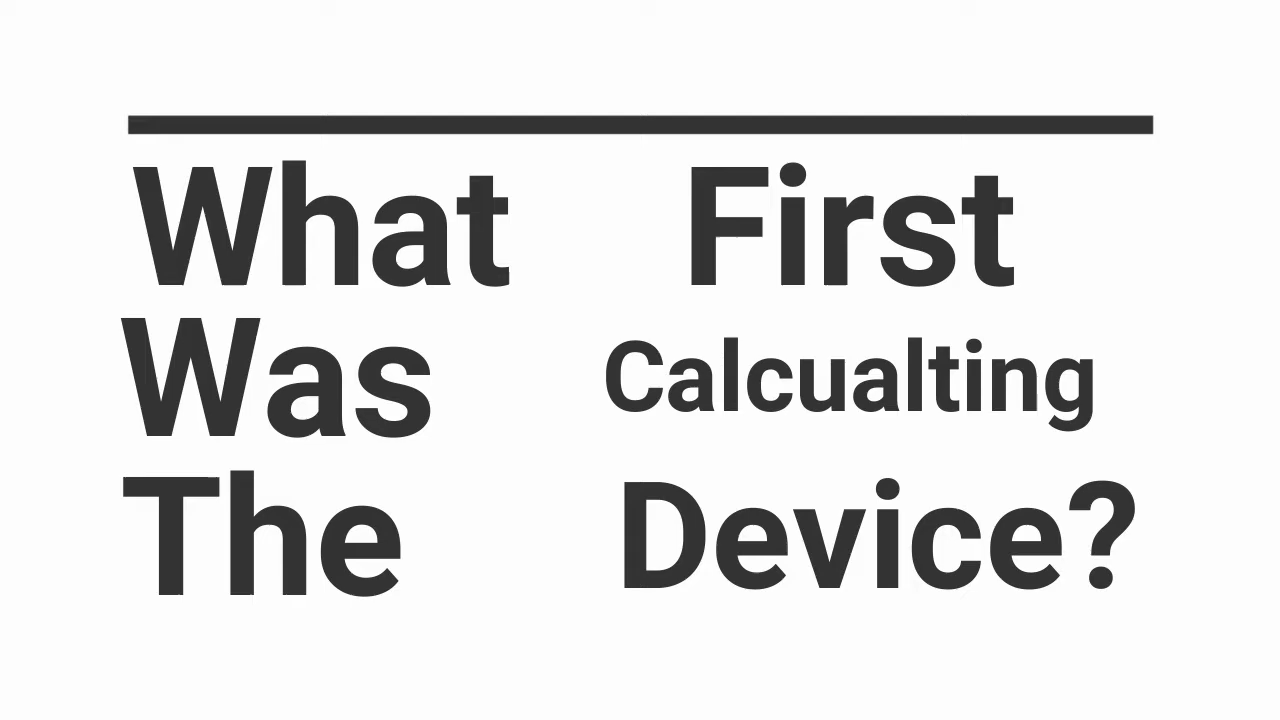 What
Was
The
First
Calcualting
Device?